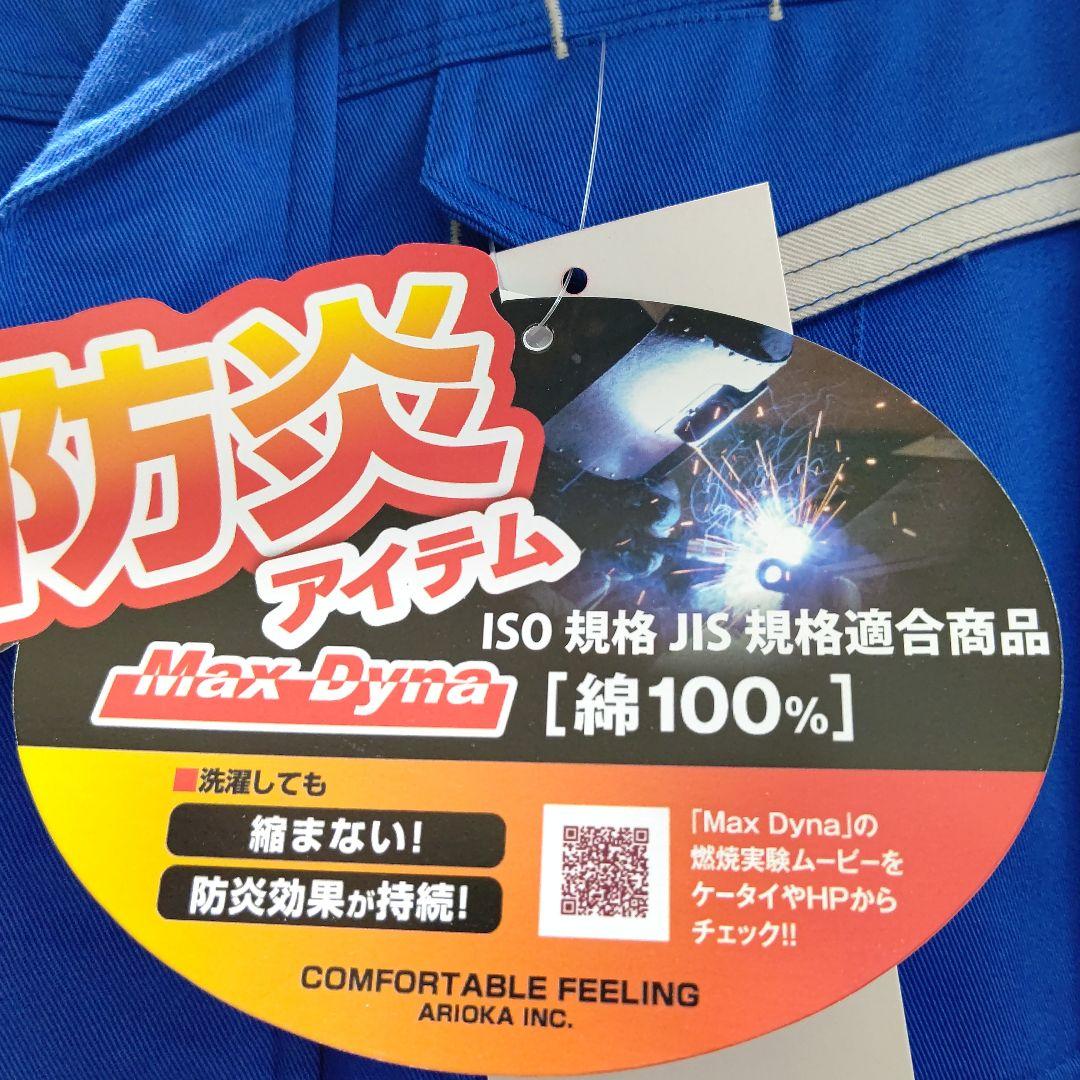 防炎
アイテム
ISO 規格 JIS 規格適合商品
Max Dyna
[綿100%]
■洗濯しても
縮まない!
防炎効果が持続!
「Max Dyna」の
燃焼実験ムービーを
ケータイやHPから
チェック!!
COMFORTABLE FEELING
ARIOKA INC.